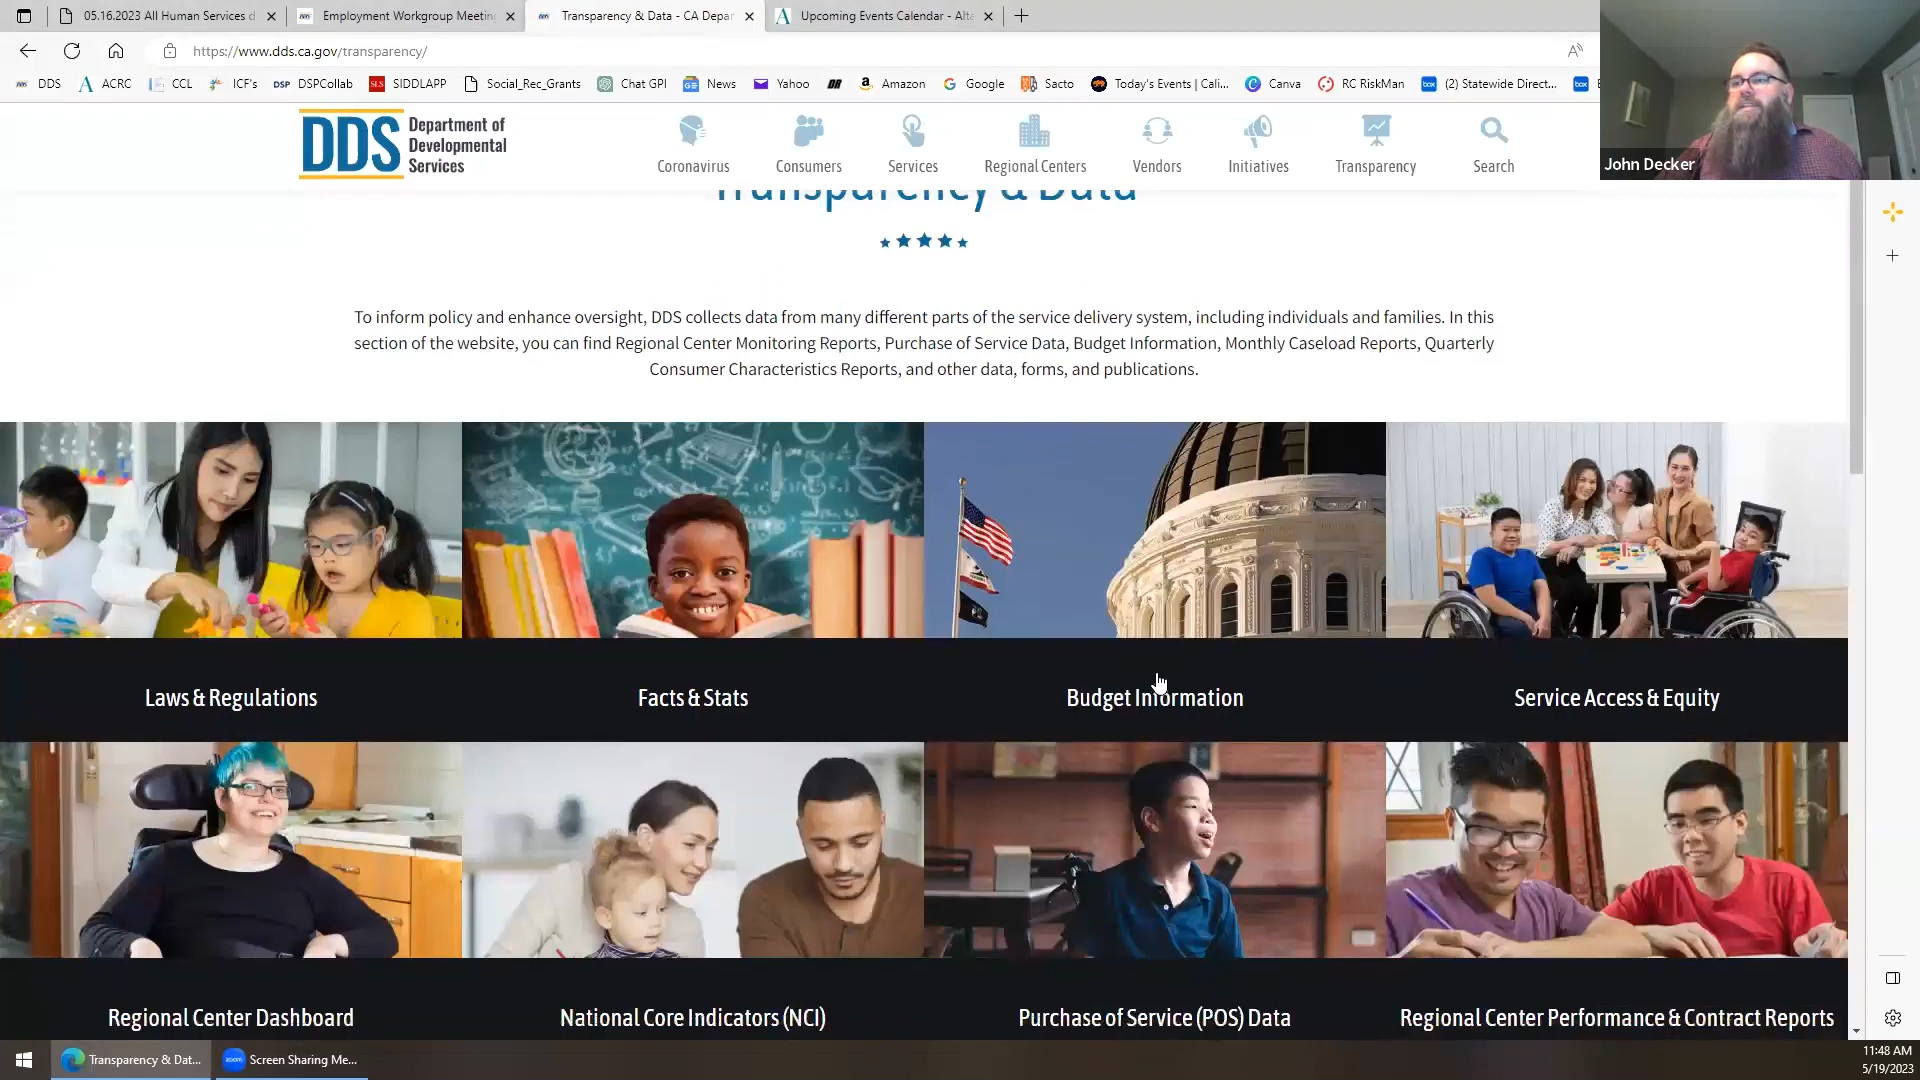 05.16.2023 All Human Services d
Employment Workgroup Meetin
Transparency & Data - CA Depar
Upcoming Events Calendar - Alta
https://www.dds.ca.gov/transparency/
DDS
ACRC
CCL
ICF's
DSP DSPCollab
SLS SIDDLAPP
Social_Rec_Grants
Chat GPI
News
Yahoo
Amazon
Google
Sacto
Today's Events | Cali...
Canva
RC RiskMan
box (2) Statewide Direct...
box
John Decker
DDS Department of
Developmental
Services
Coronavirus
Consumers
Services
Regional Centers
Vendors
Initiatives
Transparency
Search
Transparency & Data
To inform policy and enhance oversight, DDS collects data from many different parts of the service delivery system, including individuals and families. In this
section of the website, you can find Regional Center Monitoring Reports, Purchase of Service Data, Budget Information, Monthly Caseload Reports, Quarterly
Consumer Characteristics Reports, and other data, forms, and publications.
Laws & Regulations
Facts & Stats
Budget Information
Service Access & Equity
Regional Center Dashboard
National Core Indicators (NCI)
Purchase of Service (POS) Data
Regional Center Performance & Contract Reports
Transparency & Dat...
zoom Screen Sharing Me...
11:48 AM
5/19/2023